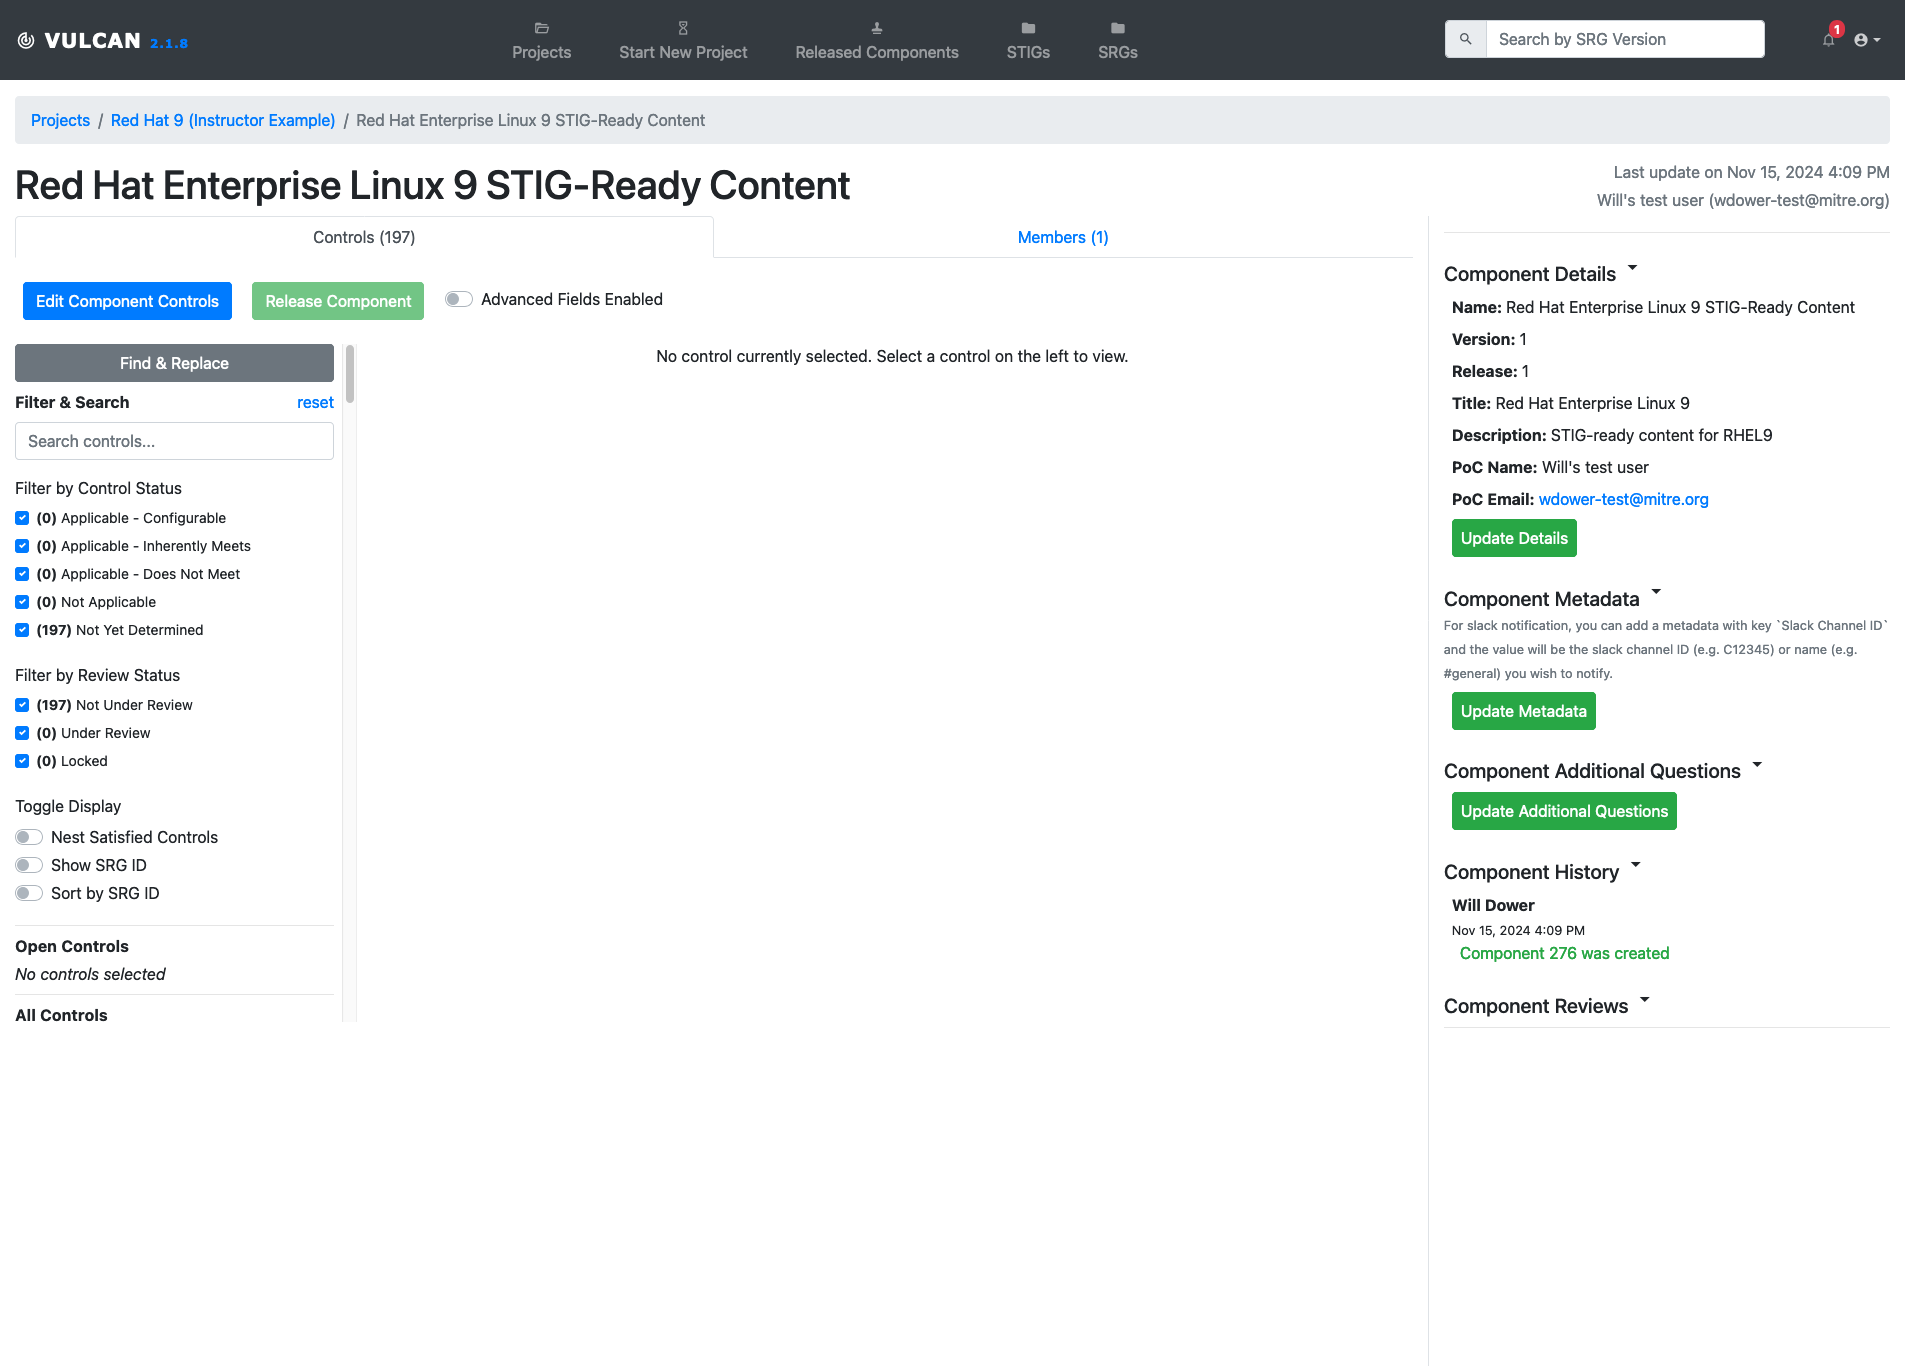 VULCAN 2.1.8
Projects
Start New Project
Released Components
STIGs
SRGs
Search by SRG Version
1
Projects / Red Hat 9 (Instructor Example) / Red Hat Enterprise Linux 9 STIG-Ready Content
Red Hat Enterprise Linux 9 STIG-Ready Content
Last update on Nov 15, 2024 4:09 PM
Will's test user (wdower-test@mitre.org)
Controls (197)
Members (1)
Edit Component Controls
Release Component
Advanced Fields Enabled
Find & Replace
Filter & Search
reset
Search controls...
Filter by Control Status
(0) Applicable - Configurable
(0) Applicable - Inherently Meets
(0) Applicable - Does Not Meet
(0) Not Applicable
(197) Not Yet Determined
Filter by Review Status
(197) Not Under Review
(0) Under Review
(0) Locked
Toggle Display
Nest Satisfied Controls
Show SRG ID
Sort by SRG ID
Open Controls
No controls selected
All Controls
No control currently selected. Select a control on the left to view.
Component Details
Name: Red Hat Enterprise Linux 9 STIG-Ready Content
Version: 1
Release: 1
Title: Red Hat Enterprise Linux 9
Description: STIG-ready content for RHEL9
PoC Name: Will's test user
PoC Email: wdower-test@mitre.org
Update Details
Component Metadata
For slack notification, you can add a metadata with key `Slack Channel ID`
and the value will be the slack channel ID (e.g. C12345) or name (e.g.
#general) you wish to notify.
Update Metadata
Component Additional Questions
Update Additional Questions
Component History
Will Dower
Nov 15, 2024 4:09 PM
Component 276 was created
Component Reviews